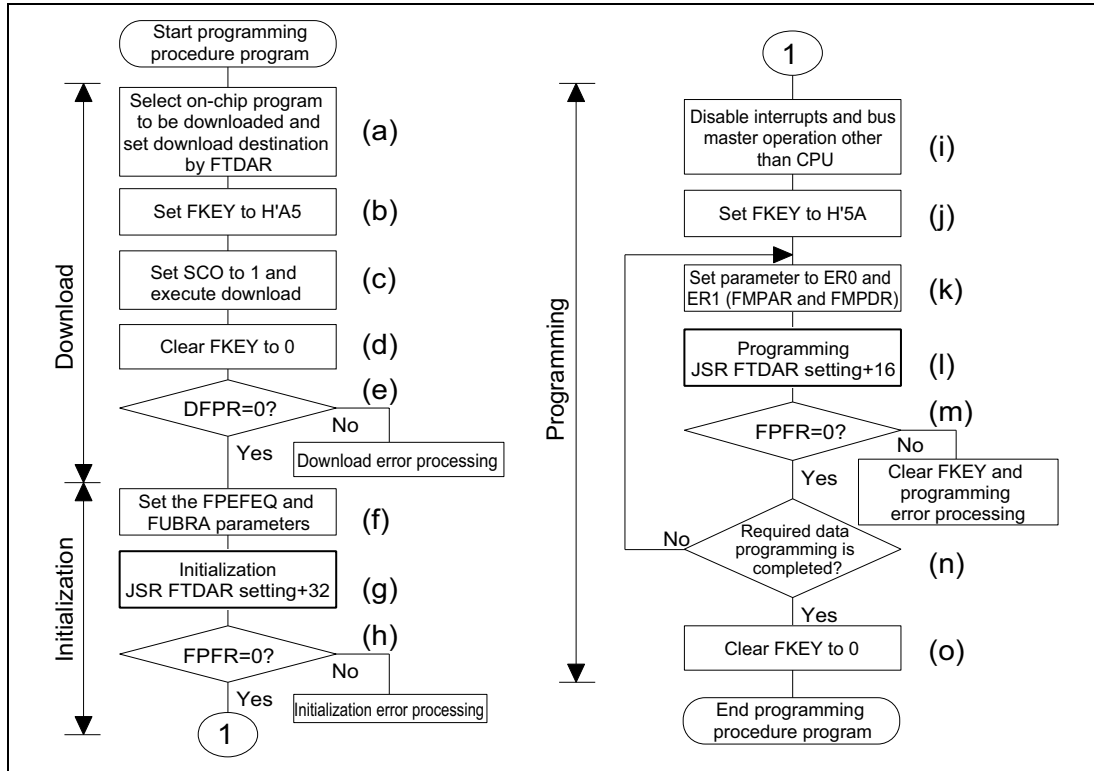 Start programming
procedure program
Download
Select on-chip program
to be downloaded and
set download destination
by FTDAR
(a)
Set FKEY to H'A5
(b)
Set SCO to 1 and
execute download
(c)
Clear FKEY to 0
(d)
DFPR=0?
(e)
No
Yes
Download error processing
Initialization
Set the FPEFEQ and
FUBRA parameters
(f)
Initialization
JSR FTDAR setting+32
(g)
FPFR=0?
(h)
No
Yes
Initialization error processing
1
1
Programming
Disable interrupts and bus
master operation other
than CPU
(i)
Set FKEY to H'5A
(j)
Set parameter to ER0 and
ER1 (FMPAR and FMPDR)
(k)
Programming
JSR FTDAR setting+16
(l)
FPFR=0?
(m)
No
Yes
Clear FKEY and
programming
error processing
No
Required data
programming is
completed?
(n)
Yes
Clear FKEY to 0
(o)
End programming
procedure program